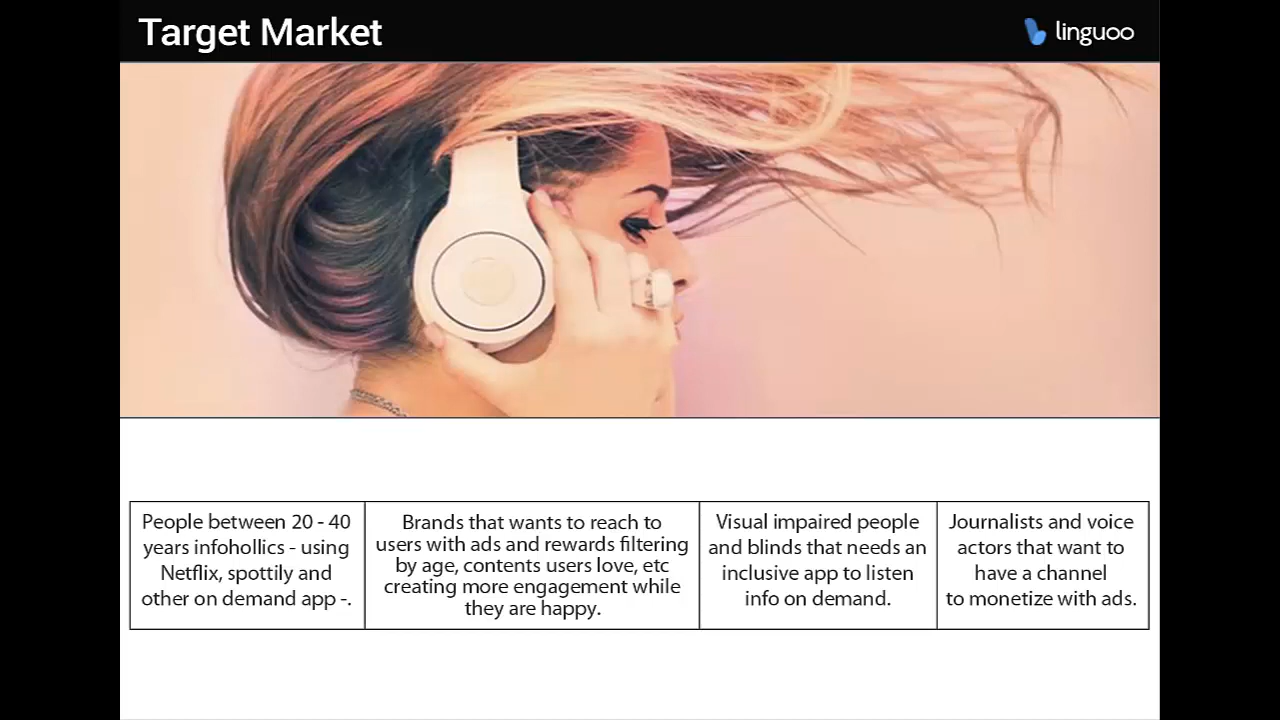 Target Market
linguoo
People between 20 - 40
years infohollics - using
Netflix, spottily and
other on demand app -.
Brands that wants to reach to
users with ads and rewards filtering
by age, contents users love, etc
creating more engagement while
they are happy.
Visual impaired people
and blinds that needs an
inclusive app to listen
info on demand.
Journalists and voice
actors that want to
have a channel
to monetize with ads.